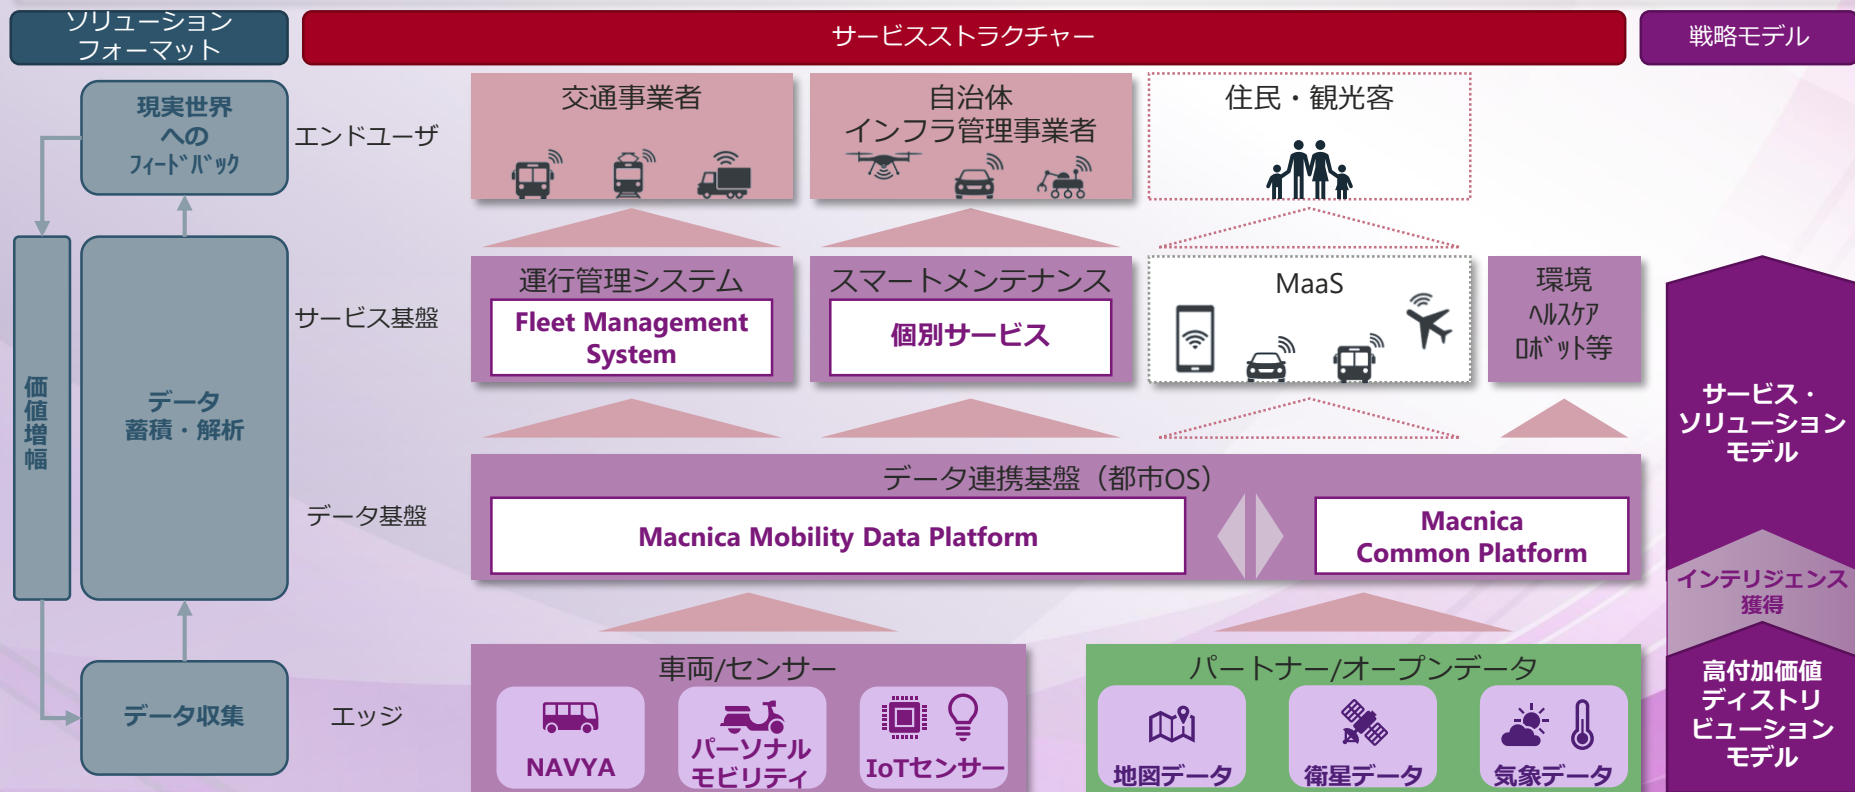 ソリューション
フォーマット
サービスストラクチャー
戦略モデル
現実世界
への
ﾌｨｰﾄﾞﾊﾞｯｸ
価値増幅
データ
蓄積・解析
データ収集
エンドユーザ
交通事業者
自治体
インフラ管理事業者
住民・観光客
サービス基盤
運行管理システム
Fleet Management
System
スマートメンテナンス
個別サービス
MaaS
環境
ﾍﾙｽｹｱ
ﾛﾎﾞｯﾄ等
データ基盤
データ連携基盤（都市OS）
Macnica Mobility Data Platform
Macnica
Common Platform
エッジ
車両/センサー
NAVYA
パーソナル
モビリティ
IoTセンサー
パートナー/オープンデータ
地図データ
衛星データ
気象データ
サービス・
ソリューション
モデル
インテリジェンス
獲得
高付加価値
ディストリ
ビューション
モデル